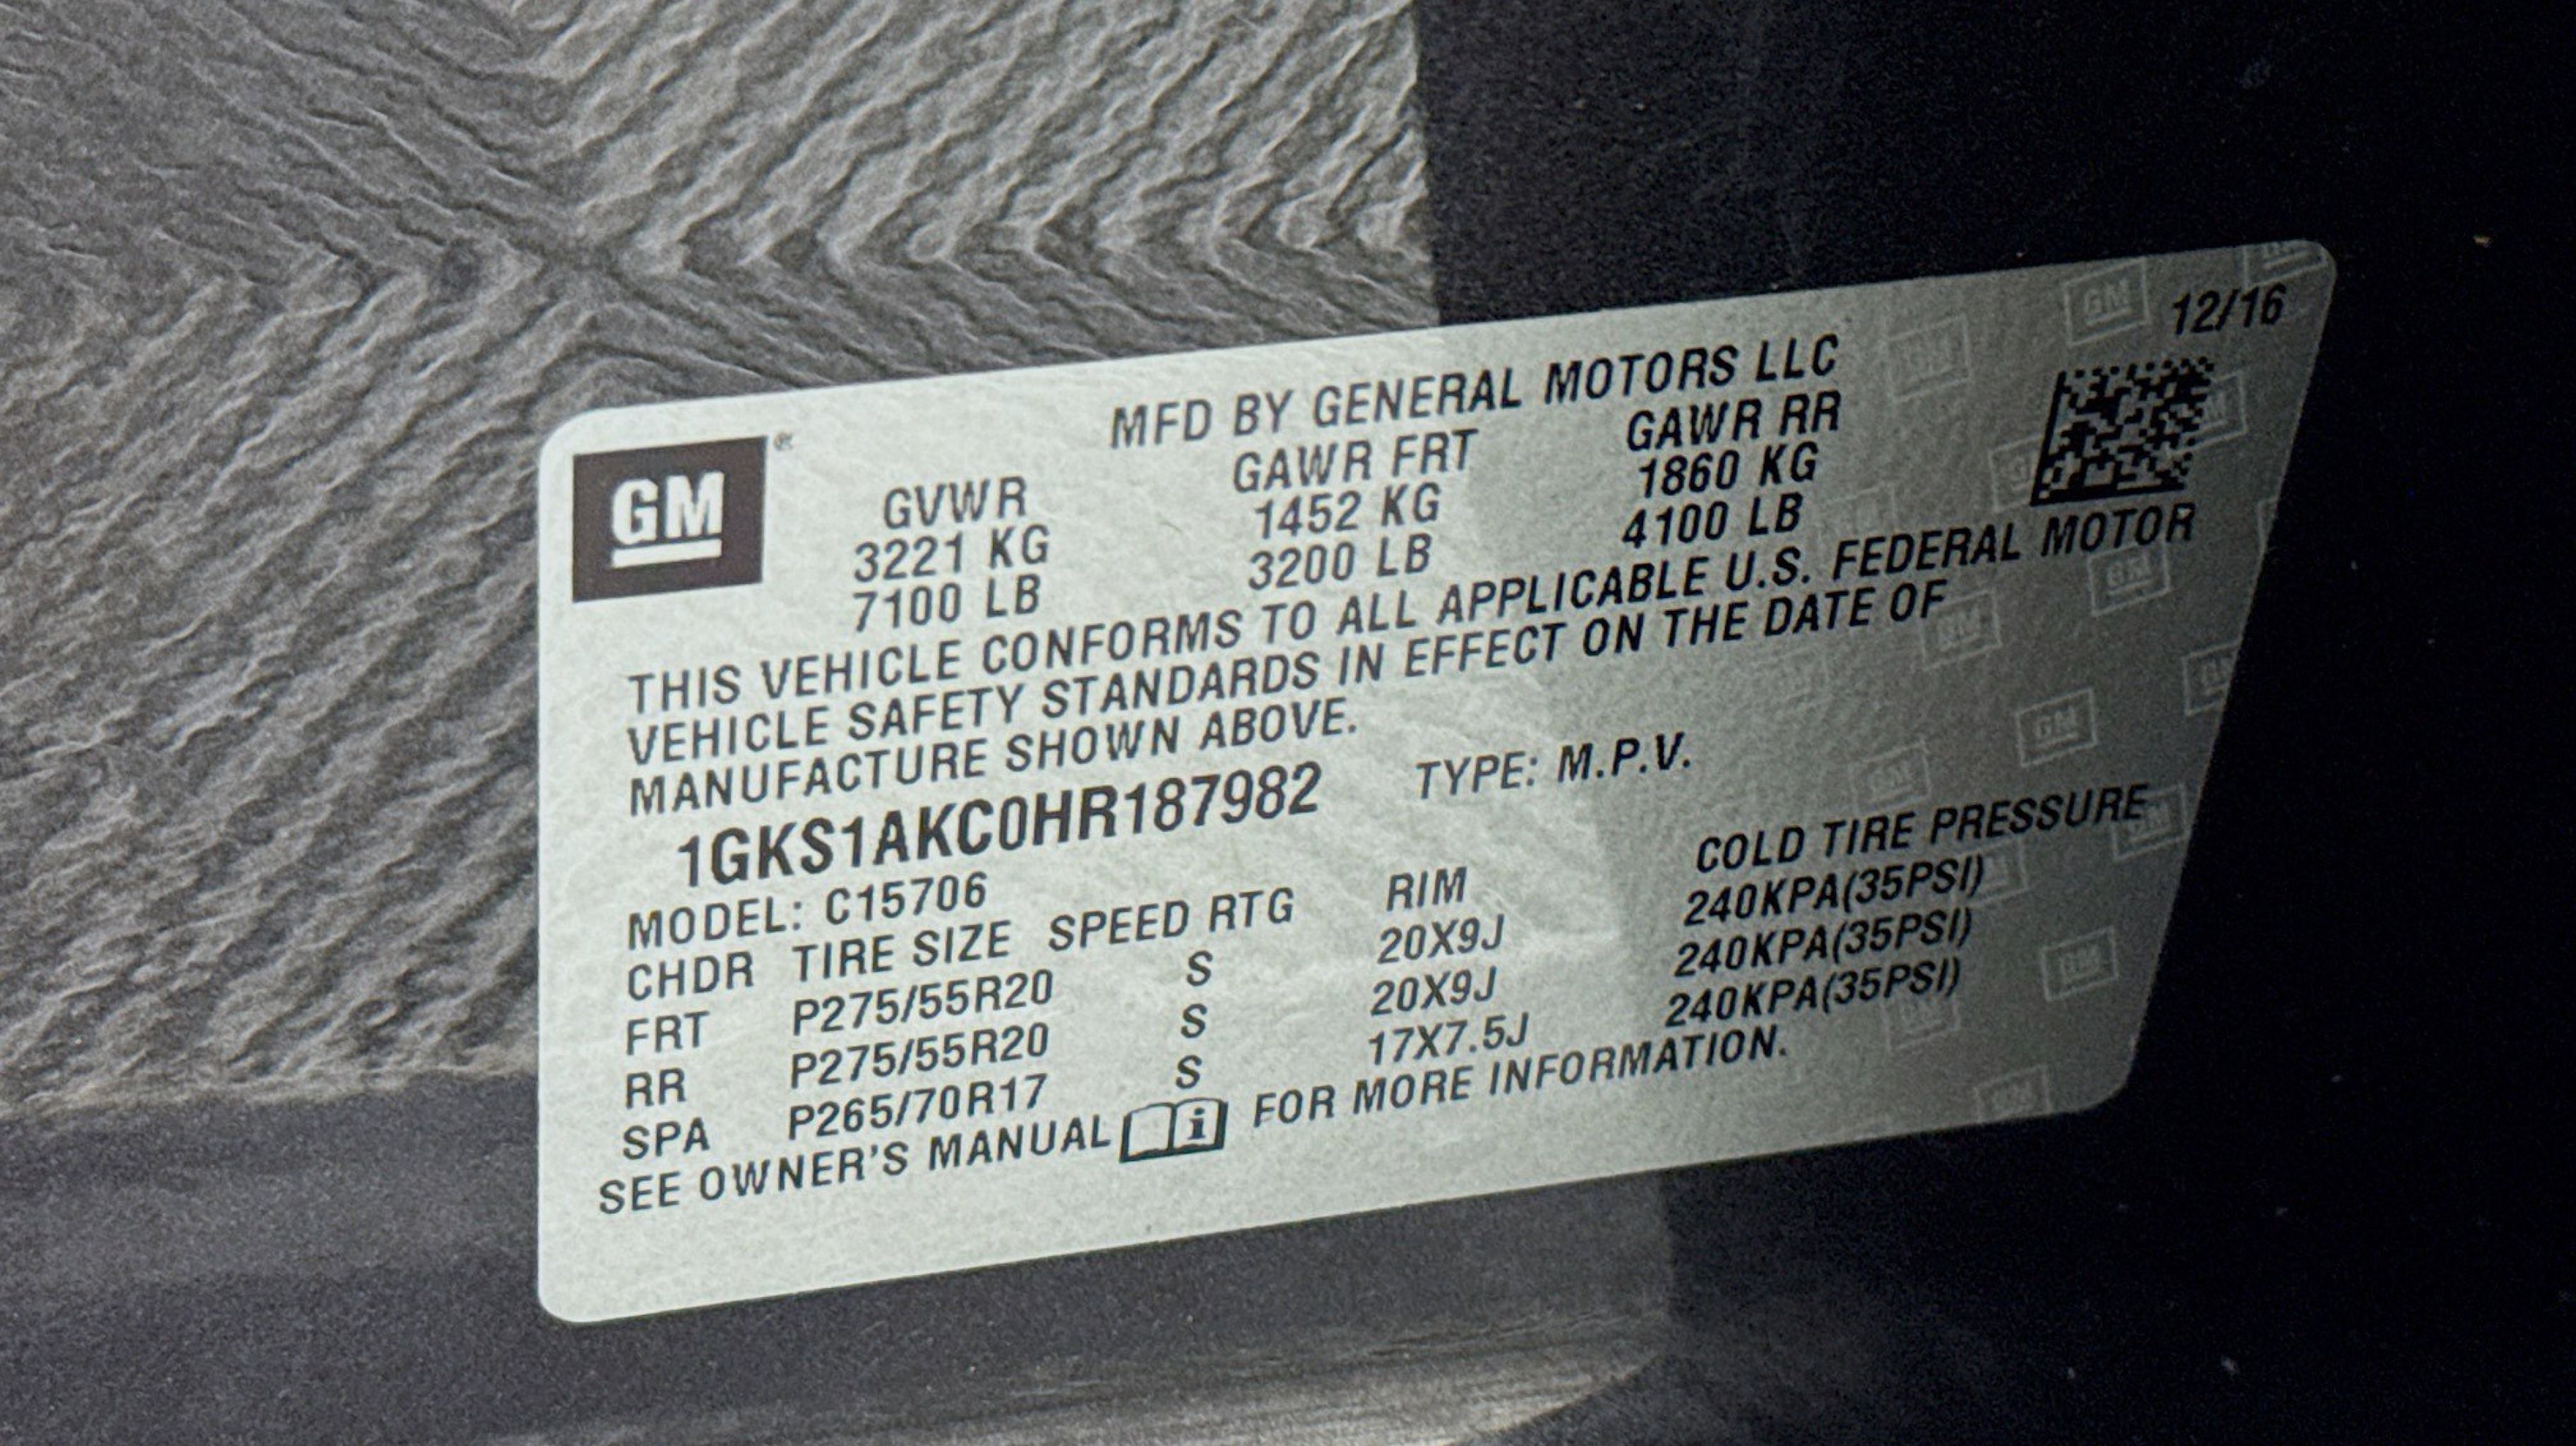 12/16
MFD BY GENERAL MOTORS LLC
GM
GVWR GAWR FRT GAWR RR
3221 KG 1452 KG 1860 KG
7100 LB 3200 LB 4100 LB
THIS VEHICLE CONFORMS TO ALL APPLICABLE U.S. FEDERAL MOTOR
VEHICLE SAFETY STANDARDS IN EFFECT ON THE DATE OF
MANUFACTURE SHOWN ABOVE.
1GKS1AKC0HR187982 TYPE: M.P.V.
MODEL: C15706
CHDR TIRE SIZE SPEED RTG RIM COLD TIRE PRESSURE
FRT P275/55R20 S 20X9J 240KPA(35PSI)
RR P275/55R20 S 20X9J 240KPA(35PSI)
SPA P265/70R17 S 17X7.5J 240KPA(35PSI)
SEE OWNER'S MANUAL i FOR MORE INFORMATION.